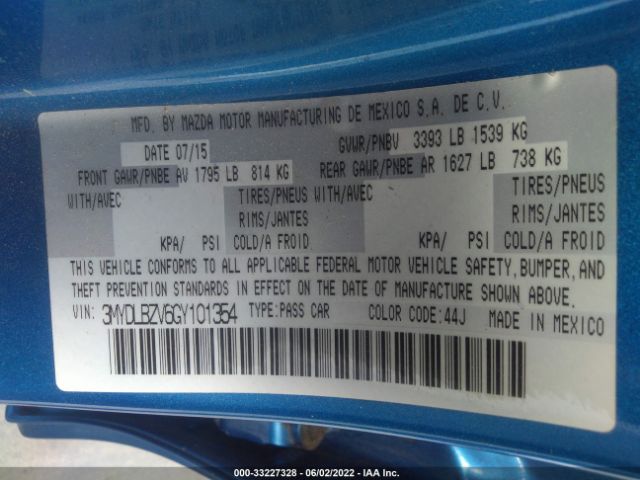 MFD. BY MAZDA MOTOR MANUFACTURING DE MEXICO S.A. DE C.V.
DATE 07/15 GVWR/PNBV 3393 LB 1539 KG
FRONT GAWR/PNBE AV 1795 LB 814 KG REAR GAWR/PNBE AR 1627 LB 738 KG
WITH/AVEC TIRES/PNEUS WITH/AVEC TIRES/PNEUS
RIMS/JANTES RIMS/JANTES
KPA/ PSI COLD/A FROID KPA/ PSI COLD/A FROID
THIS VEHICLE CONFORMS TO ALL APPLICABLE FEDERAL MOTOR VEHICLE SAFETY, BUMPER, AND
THEFT PREVENTION STANDARDS IN EFFECT ON THE DATE OF MANUFACTURE SHOWN ABOVE.
VIN: 3MYDLBZV6GY101354 TYPE:PASS CAR COLOR CODE:44J MADE IN MEXICO
000-33227328 - 06/02/2022 - IAA Inc.